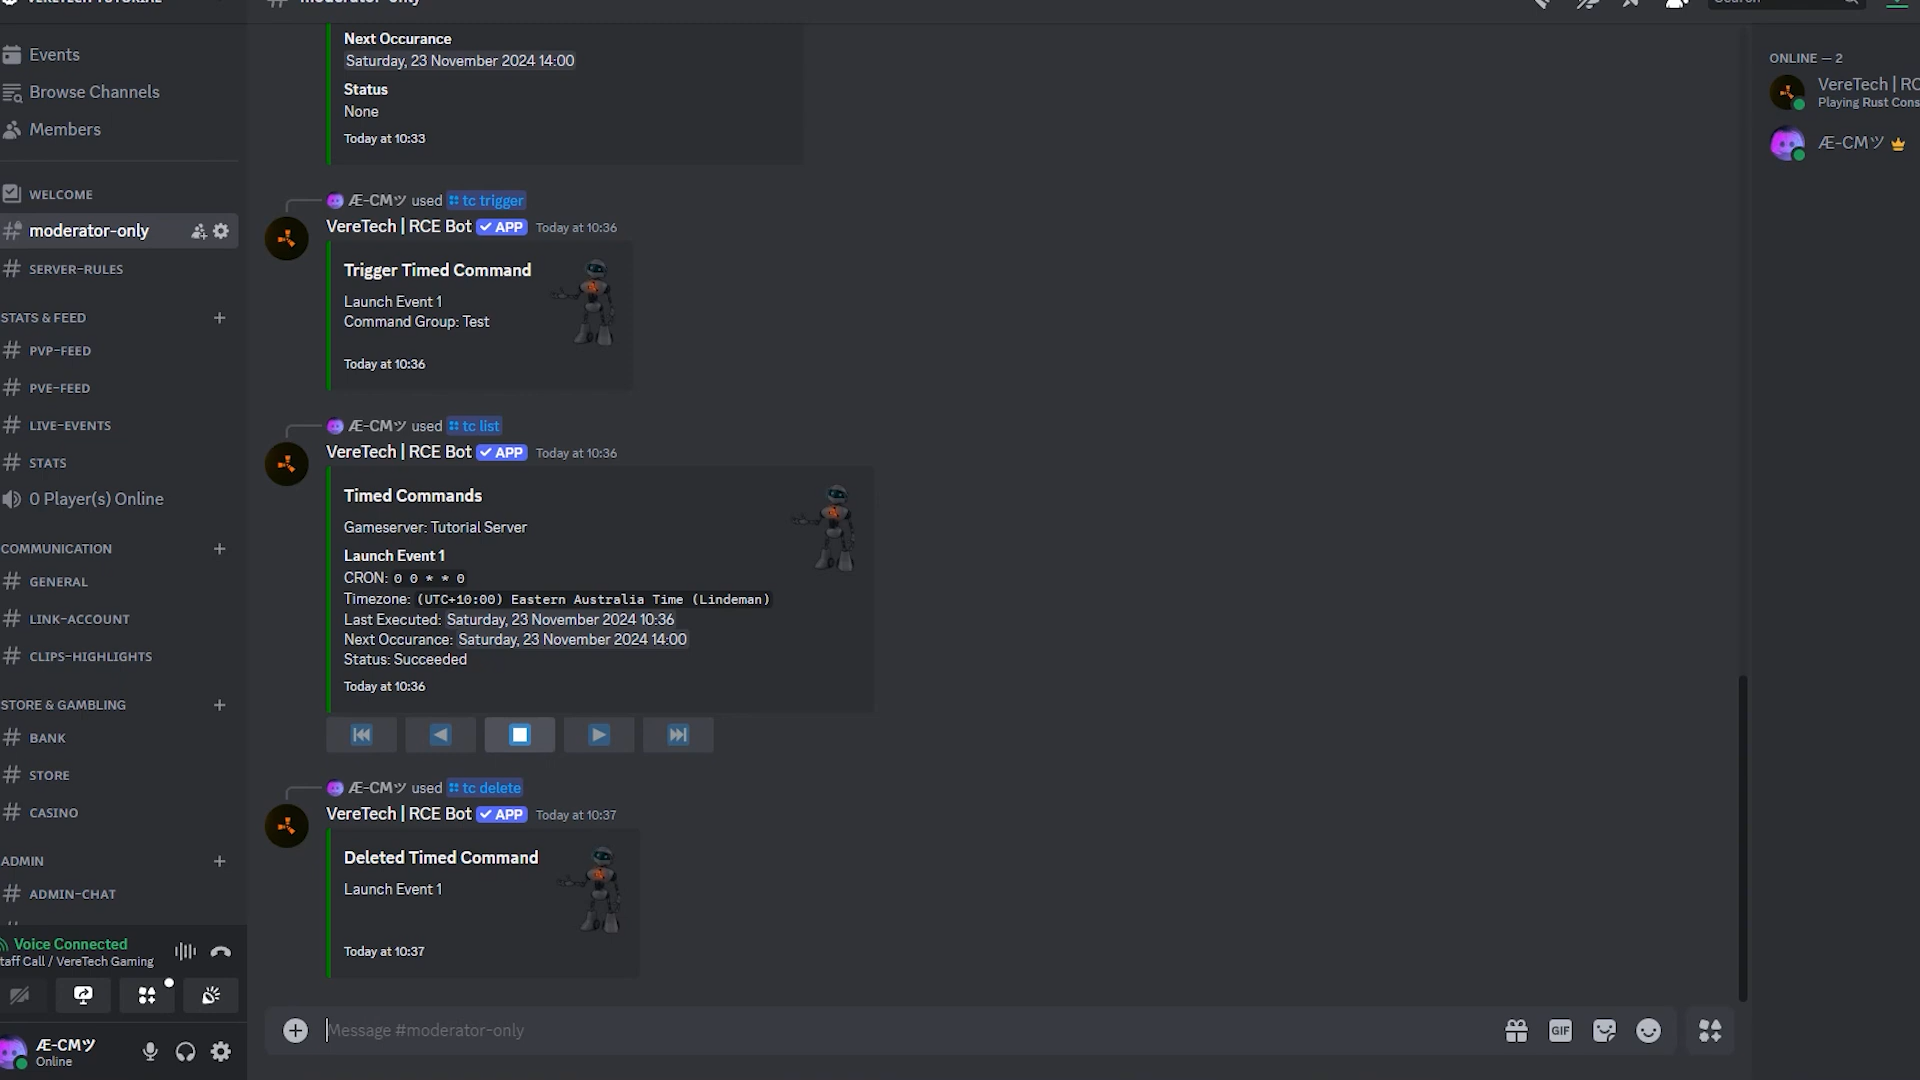 Events
Browse Channels
Members
WELCOME
moderator-only
SERVER-RULES
STATS & FEED
PVP-FEED
PVE-FEED
LIVE-EVENTS
STATS
0 Player(s) Online
COMMUNICATION
GENERAL
LINK-ACCOUNT
CLIPS-HIGHLIGHTS
STORE & GAMBLING
BANK
STORE
CASINO
ADMIN
ADMIN-CHAT
Voice Connected
taff Call / VereTech Gaming
Æ-CMツ
Online
Next Occurance
Saturday, 23 November 2024 14:00
Status
None
Today at 10:33
Æ-CMツ used tc trigger
VereTech | RCE Bot APP Today at 10:36
Trigger Timed Command
Launch Event 1
Command Group: Test
Today at 10:36
Æ-CMツ used tc list
VereTech | RCE Bot APP Today at 10:36
Timed Commands
Gameserver: Tutorial Server
Launch Event 1
CRON: 0 0 * * 0
Timezone: (UTC+10:00) Eastern Australia Time (Lindeman)
Last Executed: Saturday, 23 November 2024 10:36
Next Occurance: Saturday, 23 November 2024 14:00
Status: Succeeded
Today at 10:36
Æ-CMツ used tc delete
VereTech | RCE Bot APP Today at 10:37
Deleted Timed Command
Launch Event 1
Today at 10:37
Message #moderator-only
GIF
ONLINE — 2
VereTech | RC
Playing Rust Cons
Æ-CMツ